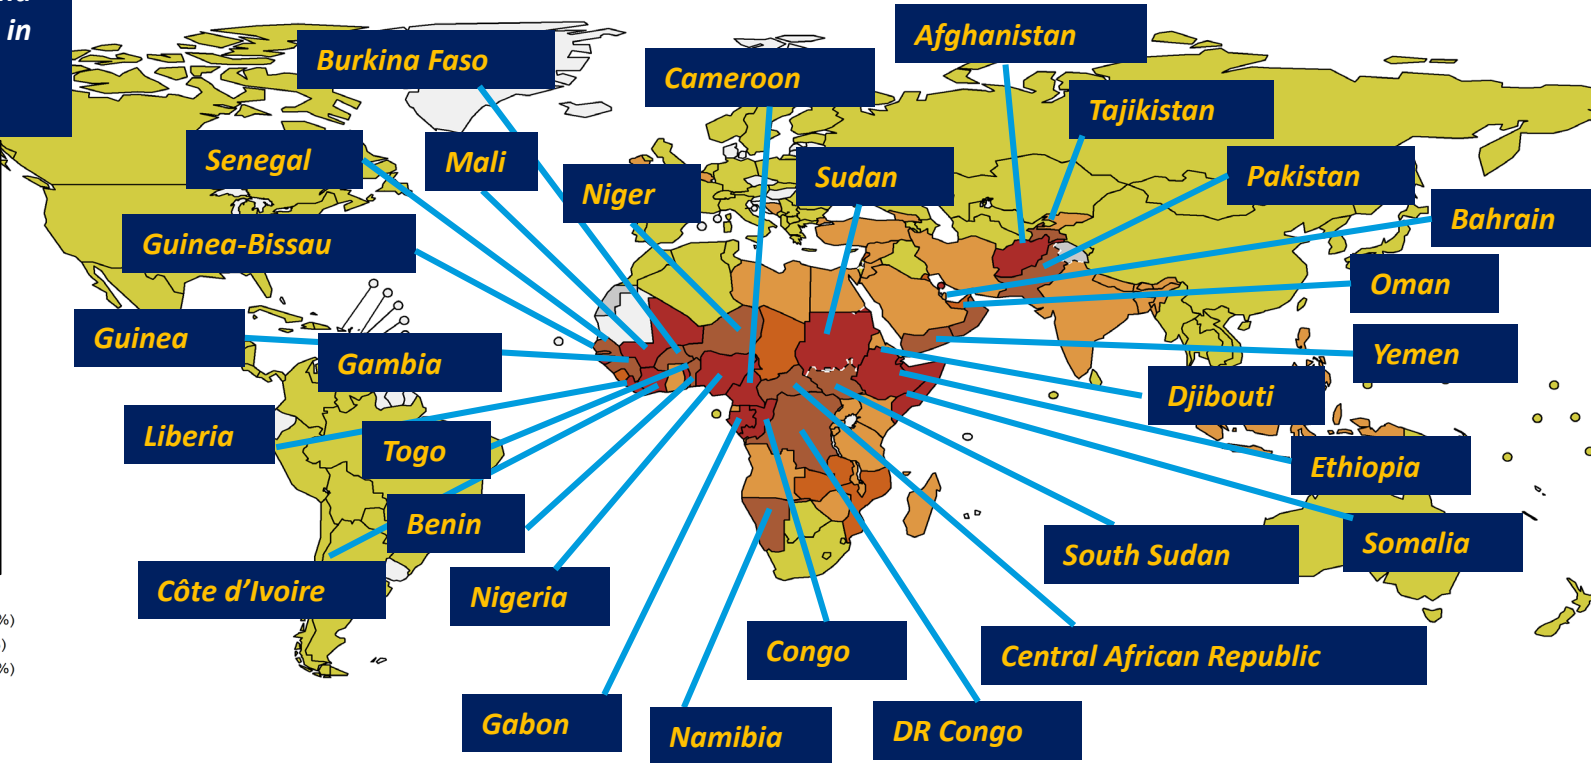 in
Burkina Faso
Cameroon
Afghanistan
Tajikistan
Senegal
Mali
Niger
Sudan
Pakistan
Bahrain
Guinea-Bissau
Oman
Guinea
Gambia
Yemen
Djibouti
Liberia
Togo
Ethiopia
Benin
South Sudan
Somalia
Côte d’Ivoire
Nigeria
Congo
Central African Republic
Gabon
Namibia
DR Congo
%)
)
%)